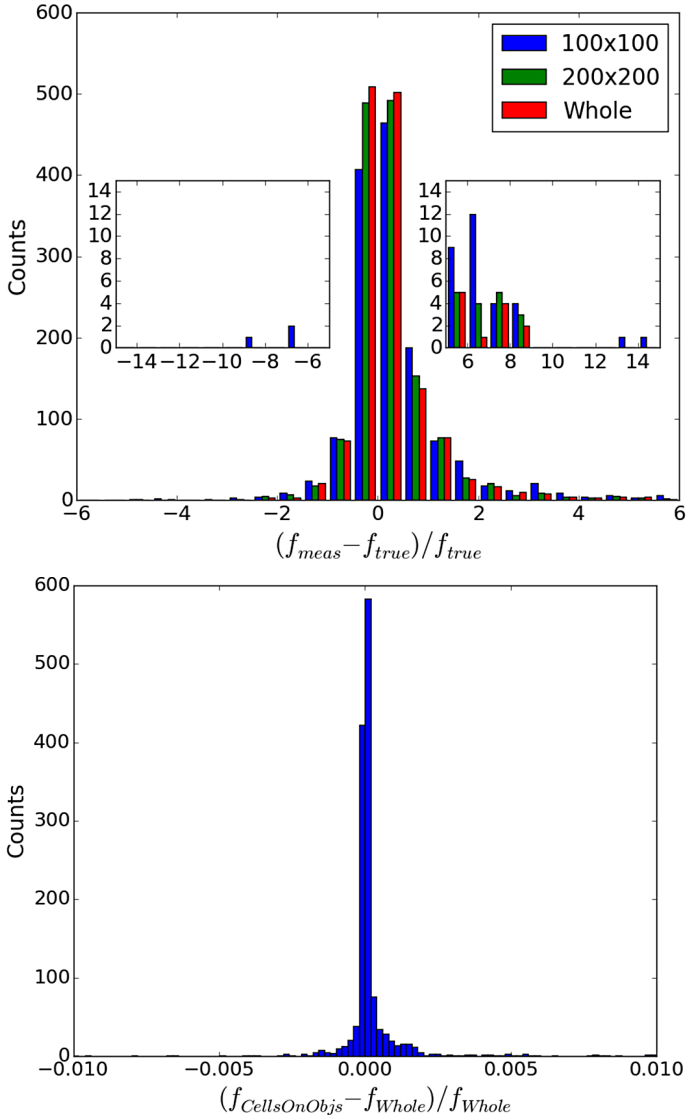 600
500
400
300
200
100
0
Counts
100x100
200x200
Whole
14
12
10
8
6
4
2
0
−14 −12 −10 −8 −6
14
12
10
8
6
4
2
0
6 8 10 12 14
−6 −4 −2 0 2 4 6
(f_meas−f_true)/f_true
600
500
400
300
200
100
0
Counts
−0.010 −0.005 0.000 0.005 0.010
(f_CellsOnObjs−f_Whole)/f_Whole